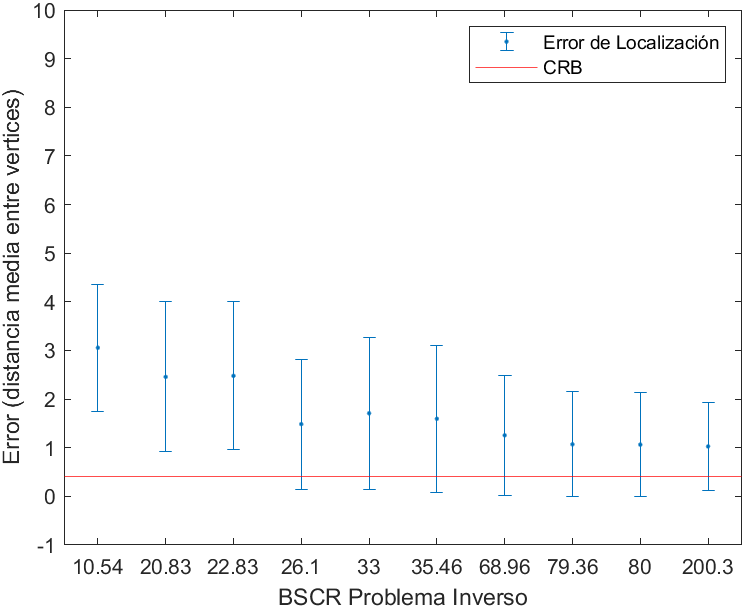 Error de Localización
CRB
Error (distancia media entre vertices)
10
9
8
7
6
5
4
3
2
1
0
-1
10.54 20.83 22.83 26.1 33 35.46 68.96 79.36 80 200.3
BSCR Problema Inverso